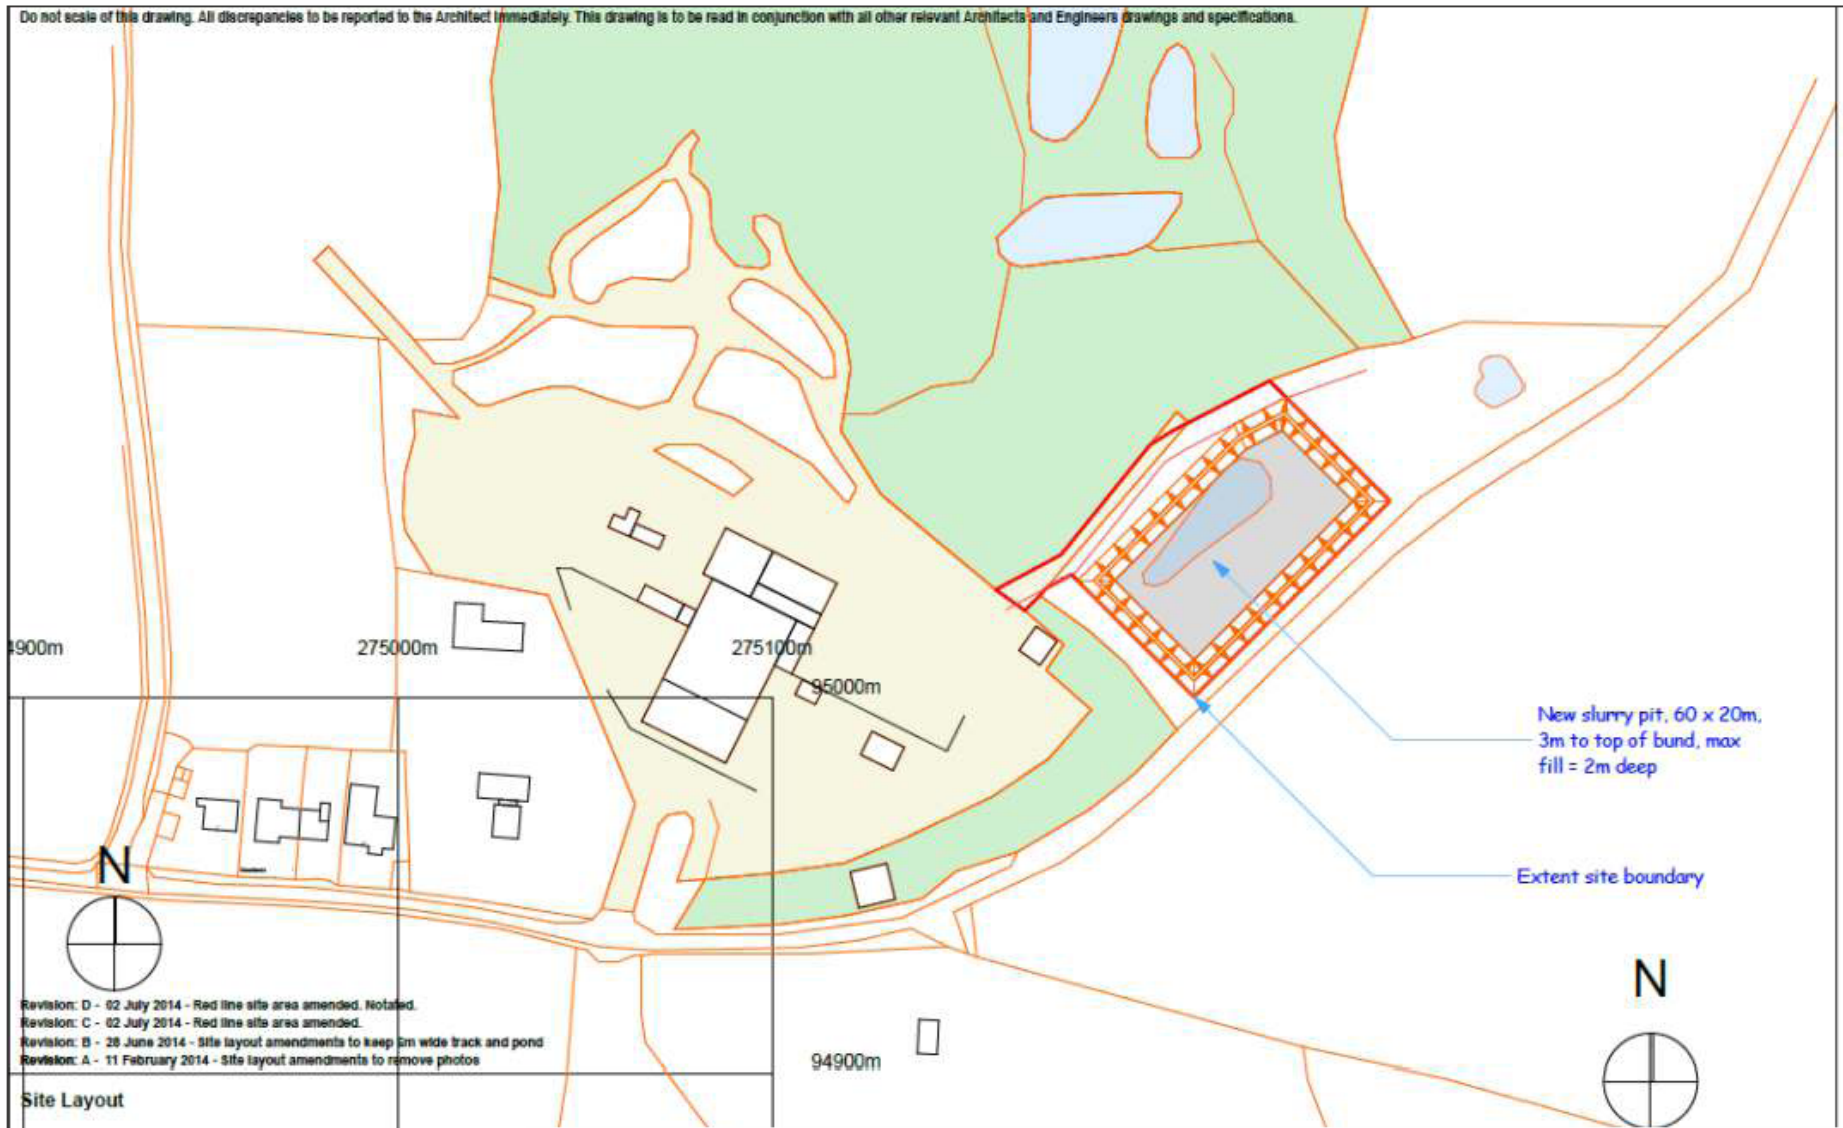 Do not scale of this drawing. All discrepancies to be reported to the Architect immediately. This drawing is to be read in conjunction with all other relevant Architects and Engineers drawings and specifications.
4900m
275000m
275100m
95000m
New slurry pit, 60 x 20m,
3m to top of bund, max
fill = 2m deep
Extent site boundary
N
N
Revision: D - 02 July 2014 - Red line site area amended. Notated.
Revision: C - 02 July 2014 - Red line site area amended.
Revision: B - 28 June 2014 - Site layout amendments to keep wide track and pond
Revision: A - 11 February 2014 - Site layout amendments to remove photos
94900m
Site Layout